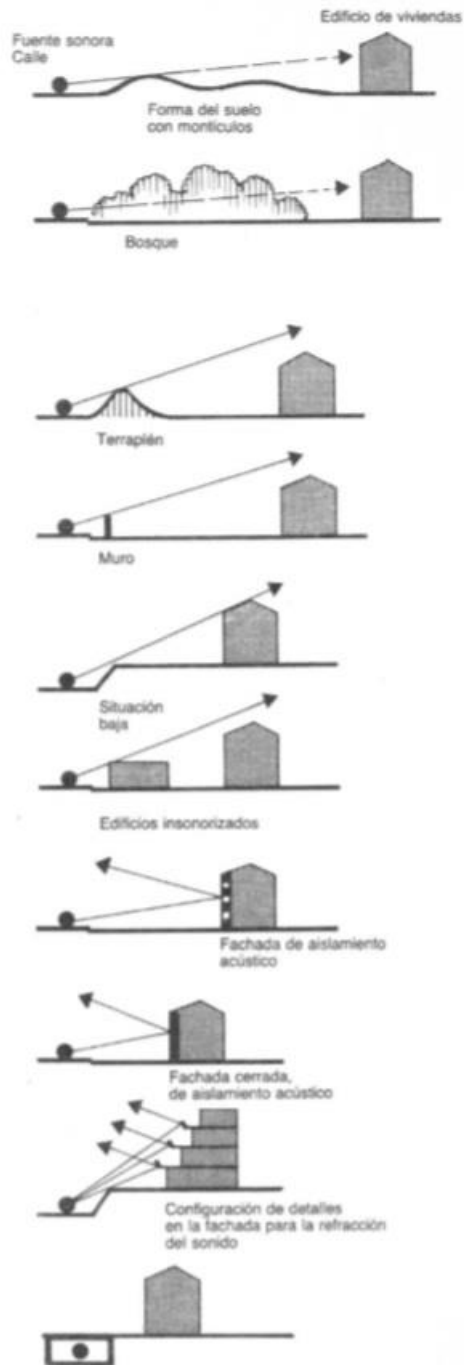 Edificio de viviendas
Fuente sonora
Calle
Forma del suelo
con montículos
Bosque
Terraplén
Muro
Situación
baja
Edificios insonorizados
Fachada de aislamiento
acústico
Fachada cerrada,
de aislamiento acústico
Configuración de detalles
en la fachada para la refracción
del sonido